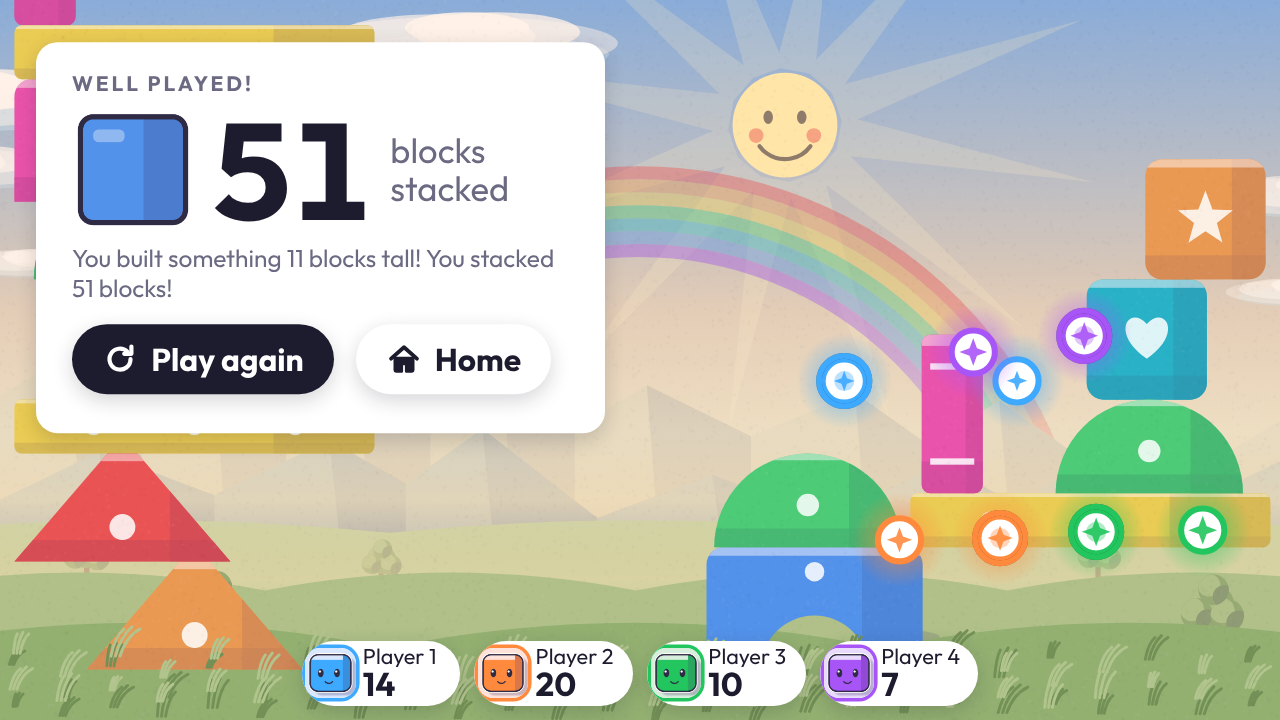 WELL PLAYED!
51
blocks
stacked
You built something 11 blocks tall! You stacked
51 blocks!
Play again
Home
Player 1
14
Player 2
20
Player 3
10
Player 4
7